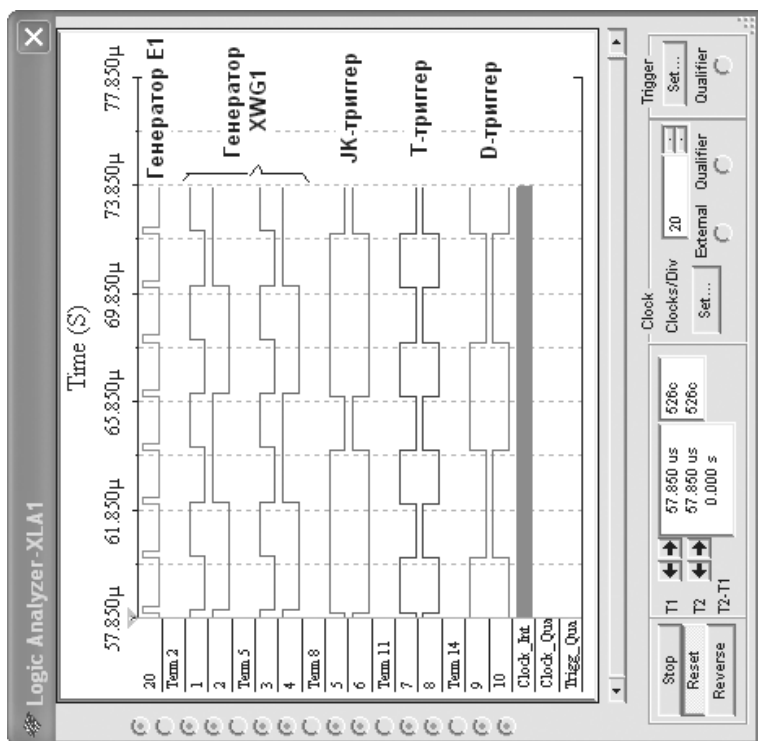 Logic Analyzer-XLA1
Time (S)
57.850µ 61.850µ 65.850µ 69.850µ 73.850µ 77.850µ
20
Term 2
1
2
Term 5
3
4
Term 8
5
6
Term 11
7
8
Term 14
9
10
Clock_Int
Clock_Qua
Trigg_Qua
Генератор E1
Генератор
XWG1
JK-триггер
T-триггер
D-триггер
Stop
Reset
Reverse
T1
T2
T2-T1
57.850 us
57.850 us
0.000 s
526c
526c
Clock
Clocks/Div
20
Set...
External
Qualifier
Trigger
Set...
Qualifier